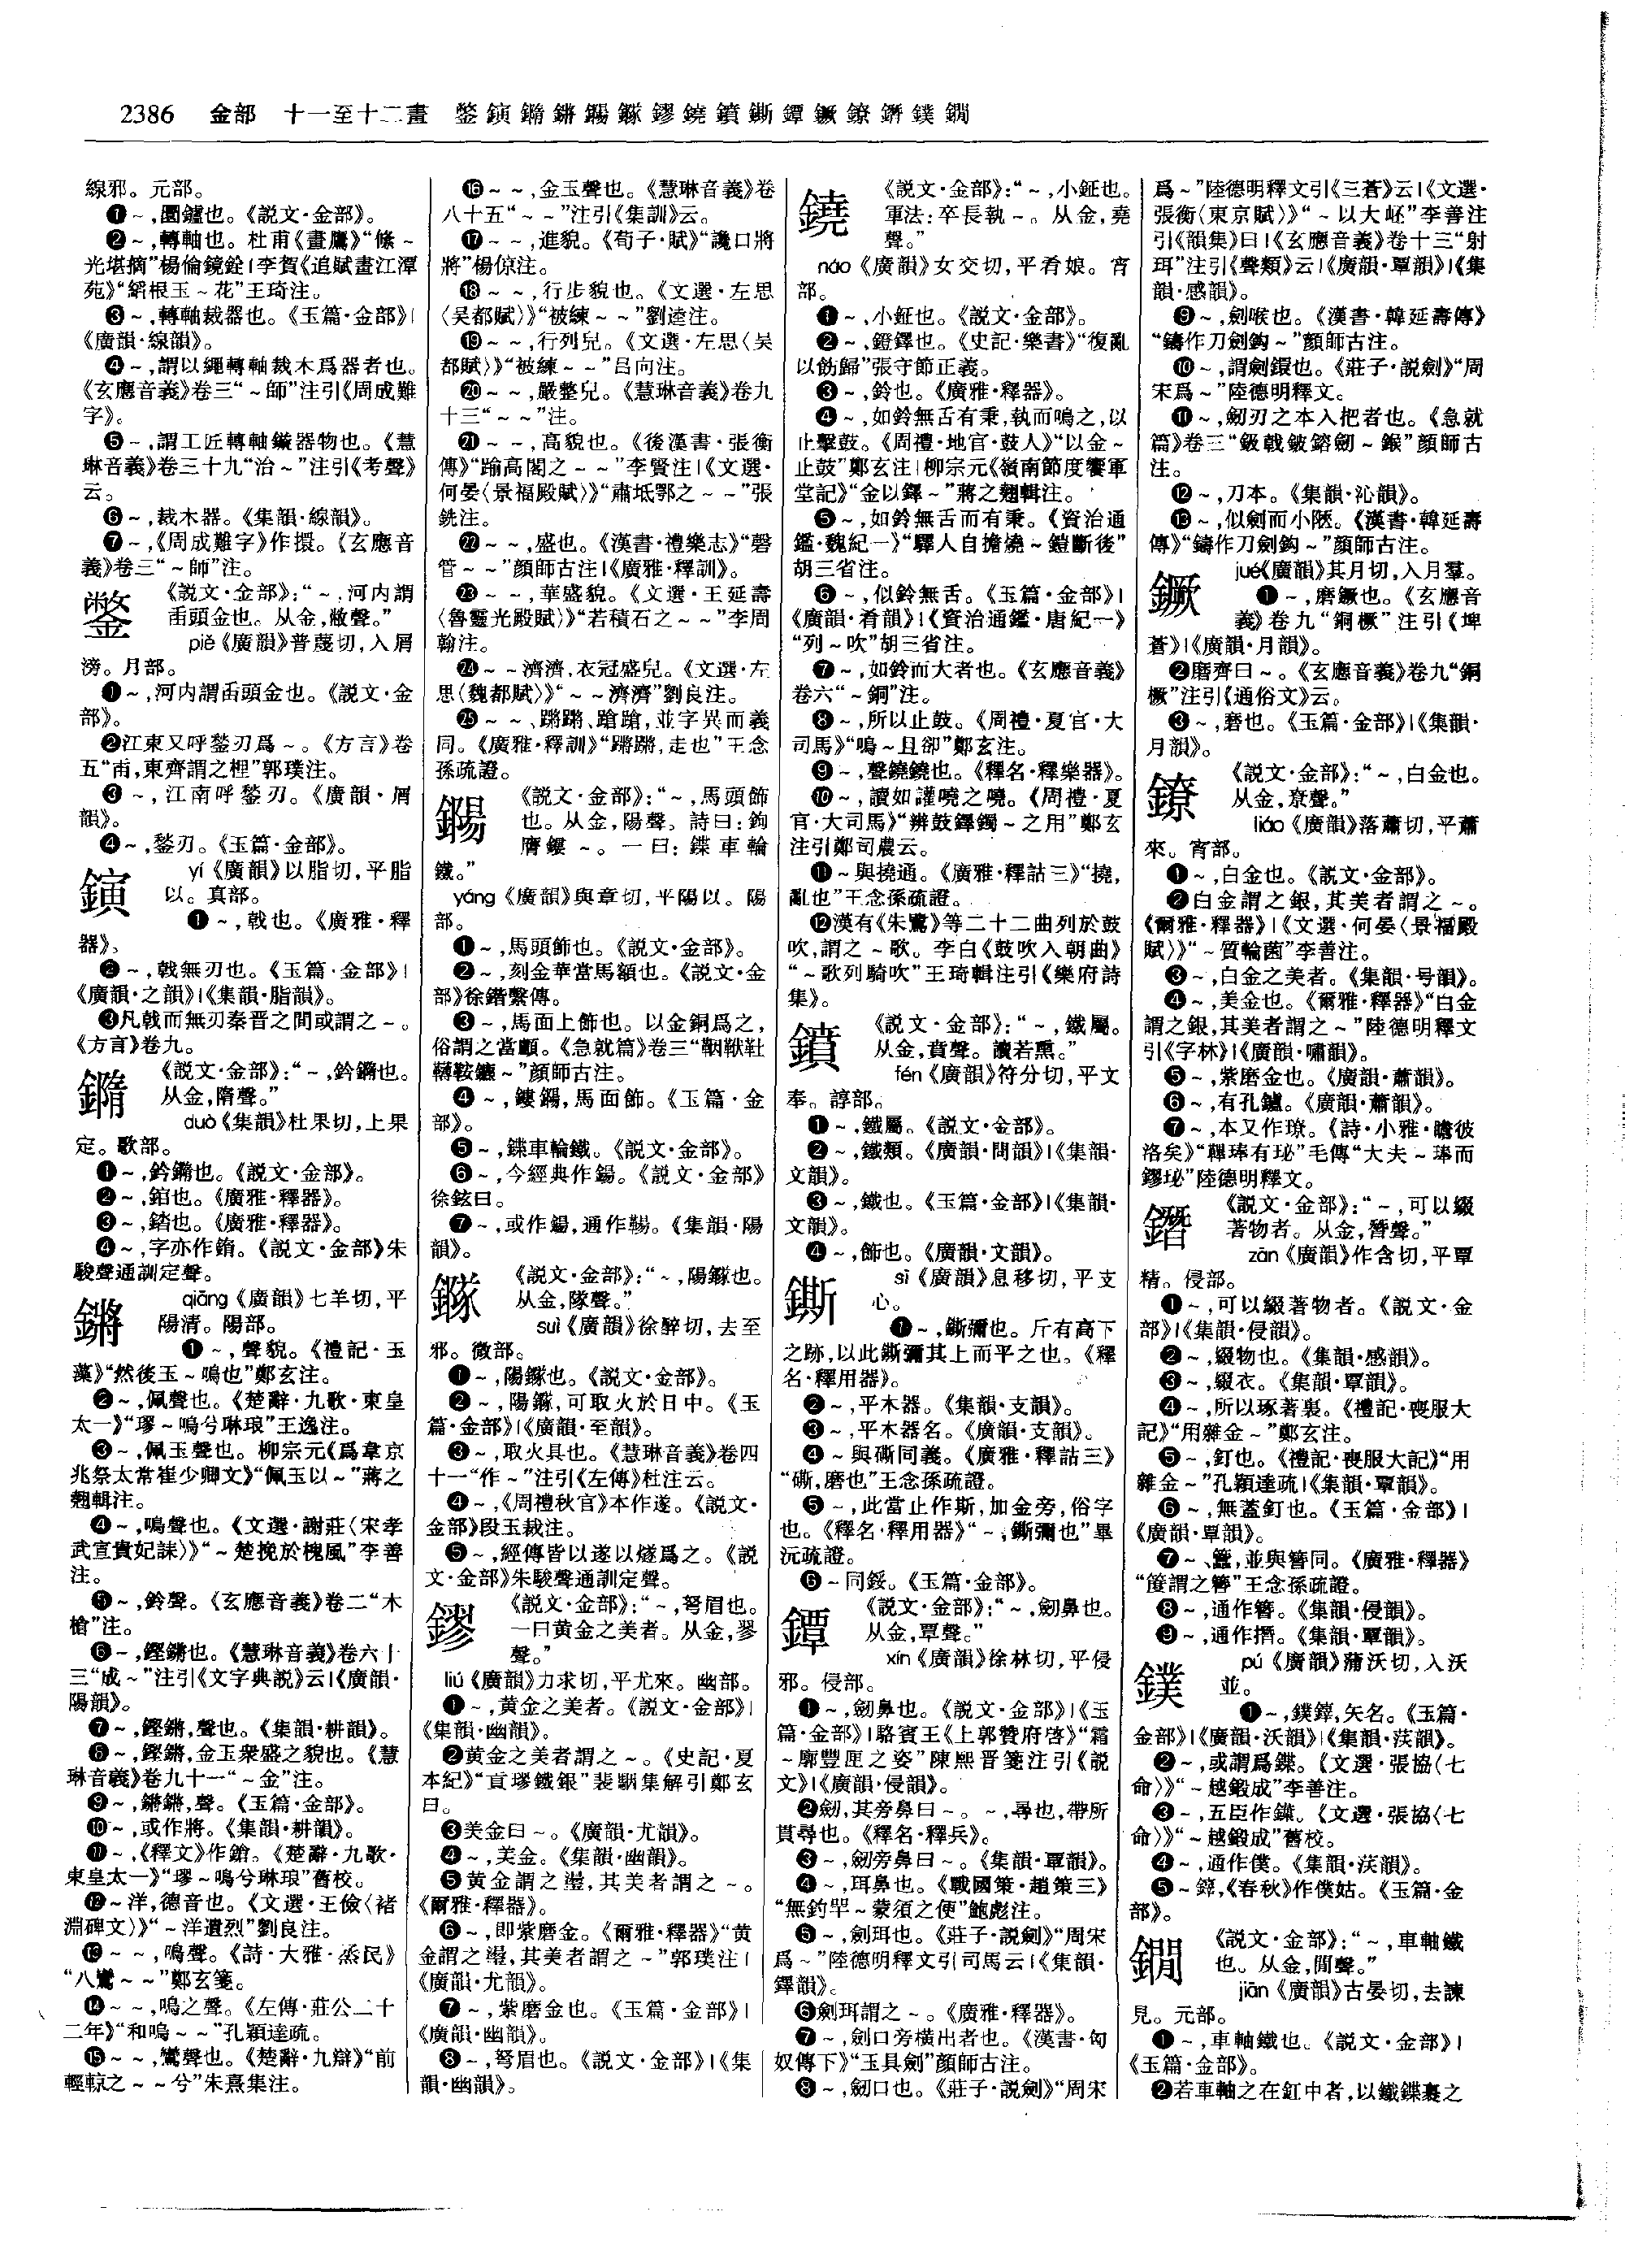 2386 金部 十一至十二畫 鐅鏔鐊鏘鐊鐆鏐鐃鐼鐁鐔鐝鐐鐕鏷鐧
線邪。元部。
❶~,圜鑪也。《説文·金部》。
❷~,轉軸也。杜甫《畫鷹》“絛~
光堪摘”楊倫鏡銓|李賀《追賦畫江潭
苑》“綹根玉~花”王琦注。
❸~,轉軸裁器也。《玉篇·金部》|
《廣韻·線韻》。
❹~,謂以繩轉軸裁木爲器者也。
《玄應音義》卷三“~師”注引《周成難
字》。
❺~,謂工匠轉軸鏇器物也。《慧
琳音義》卷三十九“治~”注引《考聲》
云。
❻~,裁木器。《集韻·線韻》。
❼~,《周成難字》作摱。《玄應音
義》卷三“~師”注。
鐅
《説文·金部》:“~,河内謂
臿頭金也。从金,敝聲。”
piě《廣韻》普蔑切,入屑
滂。月部。
❶~,河内謂臿頭金也。《説文·金
部》。
❷江東又呼鍫刃爲~。《方言》卷
五“臿,東齊謂之梩”郭璞注。
❸~,江南呼鍫刃。《廣韻·屑
韻》。
❹~,鍫刃。《玉篇·金部》。
鏔
yí《廣韻》以脂切,平脂
以。真部。
❶~,戟也。《廣雅·釋
器》。
❷~,戟無刃也。《玉篇·金部》|
《廣韻·之韻》|《集韻·脂韻》。
❸凡戟而無刃秦晋之間或謂之~。
《方言》卷九。
《説文·金部》:“~,鈐䥺也。
从金,隋聲。”
duò《集韻》杜果切,上果
定。歌部。
❶~,鈐䥺也。《説文·金部》。
❷~,錧也。《廣雅·釋器》。
❸~,錔也。《廣雅·釋器》。
❹~,字亦作銪。《説文·金部》朱
駿聲通訓定聲。
鏘
qiāng《廣韻》七羊切,平
陽清。陽部。
❶~,聲貌。《禮記·玉
藻》“然後玉~鳴也”鄭玄注。
❷~,佩聲也。《楚辭·九歌·東皇
太一》“璆~鳴兮琳琅”王逸注。
❸~,佩玉聲也。柳宗元《爲韋京
兆祭太常崔少卿文》“佩玉以~”蔣之
翹輯注。
❹~,鳴聲也。《文選·謝莊〈宋孝
武宣貴妃誄〉》“~楚挽於槐風”李善
注。
❺~,鈴聲。《玄應音義》卷二“木
槍”注。
❻~,鏗鏘也。《慧琳音義》卷六十
三“成~”注引《文字典説》云|《廣韻·
陽韻》。
❼~,鏗鏘,聲也。《集韻·耕韻》。
❽~,鏗鏘,金玉衆盛之貌也。《慧
琳音義》卷九十一“~金”注。
❾~,鏘鏘,聲。《玉篇·金部》。
❿~,或作將。《集韻·耕韻》。
⓫~,《釋文》作鎗。《楚辭·九歌·
東皇太一》“璆~鳴兮琳琅”舊校。
⓬~洋,德音也。《文選·王儉〈褚
淵碑文〉》“~洋遺烈”劉良注。
⓭~~,鳴聲。《詩·大雅·烝民》
“八鸞~~”鄭玄箋。
⓮~~,鳴之聲。《左傳·莊公二十
二年》“和鳴~~”孔穎達疏。
⓯~~,鸞聲也。《楚辭·九辯》“前
輕輬之~~兮”朱熹集注。
⓰~~,金玉聲也。《慧琳音義》卷
八十五“~~”注引《集訓》云。
⓱~~,進貌。《荀子·賦》“讒口將
將”楊倞注。
⓲~~,行步貌也。《文選·左思
〈吴都賦〉》“被練~~”劉逵注。
⓳~~,行列皃。《文選·左思〈吴
都賦〉》“被練~~”吕向注。
⓴~~,嚴整皃。《慧琳音義》卷九
十三“~~”注。
㉑~~,高貌也。《後漢書·張衡
傳》“踰高閣之~~”李賢注|《文選·
何晏〈景福殿賦〉》“肅坻鄂之~~”張
銑注。
㉒~~,盛也。《漢書·禮樂志》“磬
管~~”顔師古注|《廣雅·釋訓》。
㉓~~,華盛貌。《文選·王延壽
〈魯靈光殿賦〉》“若積石之~~”李周
翰注。
㉔~~濟濟,衣冠盛皃。《文選·左
思〈魏都賦〉》“~~濟濟”劉良注。
㉕~~、蹡蹡、蹌蹌,並字異而義
同。《廣雅·釋訓》“蹡蹡,走也”王念
孫疏證。
鐊
《説文·金部》:“~,馬頭飾
也。从金,陽聲。詩曰:鉤
膺鏤~。一曰:鍱車輪
鐵。”
yáng《廣韻》與章切,平陽以。陽
部。
❶~,馬頭飾也。《説文·金部》。
❷~,刻金華當馬額也。《説文·金
部》徐鍇繫傳。
❸~,馬面上飾也。以金銅爲之,
俗謂之當顱。《急就篇》卷三“鞇靯
鞍鑣~”顔師古注。
❹~,鏤鍚,馬面飾。《玉篇·金
部》。
❺~,鍱車輪鐵。《説文·金部》。
❻~,今經典作鍚。《説文·金部》
徐鉉曰。
❼~,或作鍚,通作鞝。《集韻·陽
韻》。
鐆
《説文·金部》:“~,陽鐆也。
从金,隊聲。”
suì《廣韻》徐醉切,去至
邪。微部。
❶~,陽鐆也。《説文·金部》。
❷~,陽鐆,可取火於日中。《玉
篇·金部》|《廣韻·至韻》。
❸~,取火具也。《慧琳音義》卷四
十一“作~”注引《左傳》杜注云。
❹~,《周禮秋官》本作遂。《説文·
金部》段玉裁注。
❺~,經傳皆以遂以燧爲之。《説
文·金部》朱駿聲通訓定聲。
鏐
《説文·金部》:“~,弩眉也。
一曰黄金之美者。从金,翏
聲。”
liú《廣韻》力求切,平尤來。幽部。
❶~,黄金之美者。《説文·金部》|
《集韻·幽韻》。
❷黄金之美者謂之~。《史記·夏
本紀》“貢璆鐵銀”裴駰集解引鄭玄
曰。
❸美金曰~。《廣韻·尤韻》。
❹~,美金。《集韻·幽韻》。
❺黄金謂之璗,其美者謂之~。
《爾雅·釋器》。
❻~,即紫磨金。《爾雅·釋器》“黄
金謂之璗,其美者謂之~”郭璞注|
《廣韻·尤韻》。
❼~,紫磨金也。《玉篇·金部》|
《廣韻·幽韻》。
❽~,弩眉也。《説文·金部》|《集
韻·幽韻》。
鐃
《説文·金部》:“~,小鉦也。
軍法:卒長執~。从金,堯
聲。”
náo《廣韻》女交切,平肴娘。宵
部。
❶~,小鉦也。《説文·金部》。
❷~,鐙鐸也。《史記·樂書》“復亂
以飭歸”張守節正義。
❸~,鈴也。《廣雅·釋器》。
❹~,如鈴無舌有秉,執而鳴之,以
止擊鼓。《周禮·地官·鼓人》“以金~
止鼓”鄭玄注|柳宗元《嶺南節度饗軍
堂記》“金以鐸~”蔣之翹輯注。
❺~,如鈴無舌而有秉。《資治通
鑑·魏紀一》“驛人自擔燒~鎧斷後”
胡三省注。
❻~,似鈴無舌。《玉篇·金部》|
《廣韻·肴韻》|《資治通鑑·唐紀一》
“列~吹”胡三省注。
❼~,如鈴而大者也。《玄應音義》
卷六“~銅”注。
❽~,所以止鼓。《周禮·夏官·大
司馬》“鳴~且卻”鄭玄注。
❾~,聲鐃鐃也。《釋名·釋樂器》。
❿~,讀如讙曉之曉。《周禮·夏
官·大司馬》“辨鼓鐸鐲~之用”鄭玄
注引鄭司農云。
⓫~與撓通。《廣雅·釋詁三》“撓,
亂也”王念孫疏證。
⓬漢有《朱鷺》等二十二曲列於鼓
吹,謂之~歌。李白《鼓吹入朝曲》
“~歌列騎吹”王琦輯注引《樂府詩
集》。
鐼
《説文·金部》:“~,鐵屬。
从金,賁聲。讀若熏。”
fén《廣韻》符分切,平文
奉。諄部。
❶~,鐵屬。《説文·金部》。
❷~,鐵類。《廣韻·問韻》|《集韻·
文韻》。
❸~,鐵也。《玉篇·金部》|《集韻·
文韻》。
❹~,飾也。《廣韻·文韻》。
鐁
sī《廣韻》息移切,平支
心。
❶~,鐁彌也。斤有高下
之跡,以此鐁彌其上而平之也。《釋
名·釋用器》。
❷~,平木器。《集韻·支韻》。
❸~,平木器名。《廣韻·支韻》。
❹~與磃同義。《廣雅·釋詁三》
“磃,磨也”王念孫疏證。
❺~,此當止作斯,加金旁,俗字
也。《釋名·釋用器》“~,鐁彌也”畢
沅疏證。
❻~同鋖。《玉篇·金部》。
鐔
《説文·金部》:“~,劒鼻也。
从金,覃聲。”
xín《廣韻》徐林切,平侵
邪。侵部。
❶~,劒鼻也。《説文·金部》|《玉
篇·金部》|駱賓王《上郭贊府啓》“霜
~廓豐匣之姿”陳熙晋箋注引《説
文》|《廣韻·侵韻》。
❷劒,其旁鼻曰~。~,尋也,帶所
貫尋也。《釋名·釋兵》。
❸~,劒旁鼻曰~。《集韻·覃韻》。
❹~,珥鼻也。《戰國策·趙策三》
“無釣罕~蒙須之便”鮑彪注。
❺~,劍珥也。《莊子·説劍》“周宋
爲~”陸德明釋文引司馬云|《集韻·
鐸韻》。
❻劍珥謂之~。《廣雅·釋器》。
❼~,劍口旁横出者也。《漢書·匈
奴傳下》“玉具劍”顔師古注。
❽~,劒口也。《莊子·説劍》“周宋
爲~”陸德明釋文引《三蒼》云|《文選·
張衡〈東京賦〉》“~以大岯”李善注
引《韻集》曰|《玄應音義》卷十三“射
珥”注引《聲類》云|《廣韻·覃韻》|《集
韻·感韻》。
❾~,劍喉也。《漢書·韓延壽傳》
“鑄作刀劍鉤~”顔師古注。
❿~,謂劍鐶也。《莊子·説劍》“周
宋爲~”陸德明釋文。
⓫~,劒刃之本入把者也。《急就
篇》卷三“鈒戟鈹鎔劒~鍭”顔師古
注。
⓬~,刀本。《集韻·沁韻》。
⓭~,似劍而小陿。《漢書·韓延壽
傳》“鑄作刀劍鉤~”顔師古注。
鐝
jué《廣韻》其月切,入月羣。
❶~,磨鐝也。《玄應音
義》卷九“銅橛”注引《埤
蒼》|《廣韻·月韻》。
❷磨齊曰~。《玄應音義》卷九“銅
橛”注引《通俗文》云。
❸~,磨也。《玉篇·金部》|《集韻·
月韻》。
鐐
《説文·金部》:“~,白金也。
从金,尞聲。”
liáo《廣韻》落蕭切,平蕭
來。宵部。
❶~,白金也。《説文·金部》。
❷白金謂之銀,其美者謂之~。
《爾雅·釋器》|《文選·何晏〈景福殿
賦〉》“~質輪菌”李善注。
❸~,白金之美者。《集韻·号韻》。
❹~,美金也。《爾雅·釋器》“白金
謂之銀,其美者謂之~”陸德明釋文
引《字林》|《廣韻·嘯韻》。
❺~,紫磨金也。《廣韻·蕭韻》。
❻~,有孔鑪。《廣韻·蕭韻》。
❼~,本又作璙。《詩·小雅·瞻彼
洛矣》“鞸琫有珌”毛傳“大夫~琫而
鏐珌”陸德明釋文。
鐕
《説文·金部》:“~,可以綴
著物者。从金,朁聲。”
zān《廣韻》作含切,平覃
精。侵部。
❶~,可以綴著物者。《説文·金
部》|《集韻·侵韻》。
❷~,綴物也。《集韻·感韻》。
❸~,綴衣。《集韻·覃韻》。
❹~,所以琢著裏。《禮記·喪服大
記》“用雜金~”鄭玄注。
❺~,釘也。《禮記·喪服大記》“用
雜金~”孔穎達疏|《集韻·覃韻》。
❻~,無蓋釘也。《玉篇·金部》|
《廣韻·覃韻》。
❼~、簪,並與簪同。《廣雅·釋器》
“䈜謂之簪”王念孫疏證。
❽~,通作簪。《集韻·侵韻》。
❾~,通作撍。《集韻·覃韻》。
鏷
pú《廣韻》蒲沃切,入沃
並。
❶~,鏷鏺,矢名。《玉篇·
金部》|《廣韻·沃韻》|《集韻·䒦韻》。
❷~,或謂爲鍱。《文選·張協〈七
命〉》“~越鍛成”李善注。
❸~,五臣作鏷。《文選·張協〈七
命〉》“~越鍛成”舊校。
❹~,通作僕。《集韻·䒦韻》。
❺~䤾,《春秋》作僕姑。《玉篇·金
部》。
鐧
《説文·金部》:“~,車軸鐵
也。从金,閒聲。”
jiàn《廣韻》古晏切,去諫
見。元部。
❶~,車軸鐵也。《説文·金部》|
《玉篇·金部》。
❷若車軸之在釭中者,以鐵鍱裹之